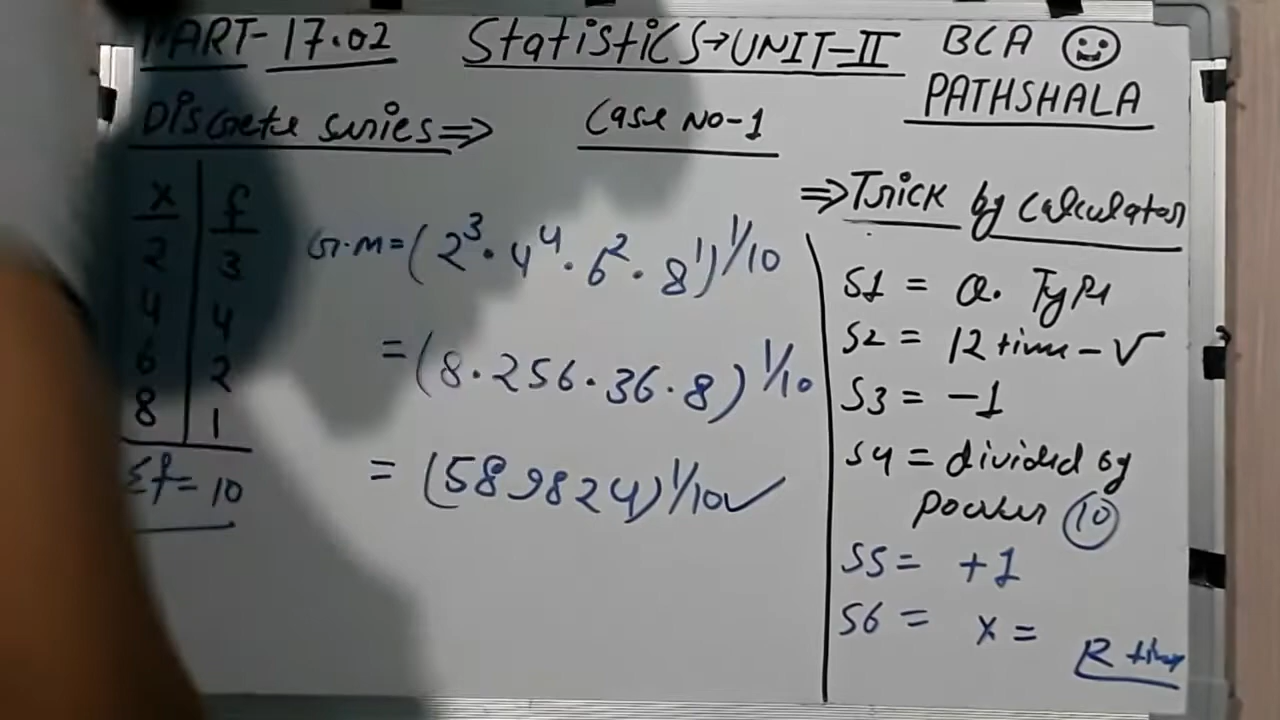 PART-17.02 Statistics→UNIT-II BCA
PATHSHALA
Discrete series⇒ Case No-1
x f
2 3
4 4
6 2
8 1
Σf= 10
G.M=(2³·4⁴·6²·8¹)^1/10
=(8·256·36·8)^1/10
=(589824)^1/10✓
⇒Trick by calculator
S1 = Q. Type
S2 = 12 time-√
S3 = -1
S4 = divided by
power 10
S5= +1
S6 = x =
12 time